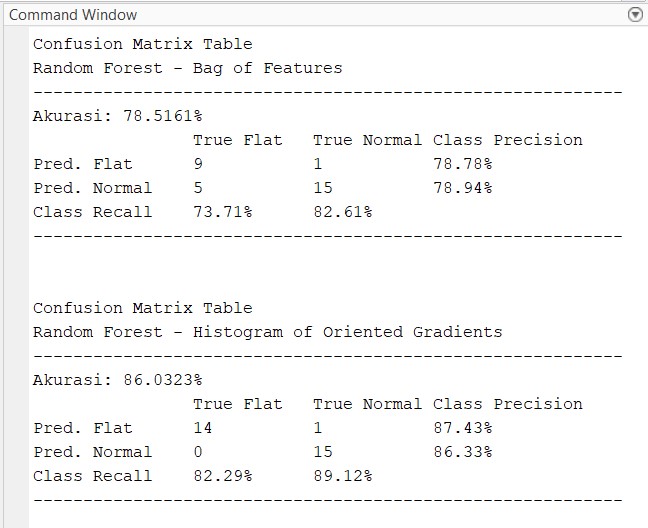 Command Window
Confusion Matrix Table
Random Forest - Bag of Features
-----------------------------------------------------------
Akurasi: 78.5161%
True Flat True Normal Class Precision
Pred. Flat 9 1 78.78%
Pred. Normal 5 15 78.94%
Class Recall 73.71% 82.61%
-----------------------------------------------------------
Confusion Matrix Table
Random Forest - Histogram of Oriented Gradients
-----------------------------------------------------------
Akurasi: 86.0323%
True Flat True Normal Class Precision
Pred. Flat 14 1 87.43%
Pred. Normal 0 15 86.33%
Class Recall 82.29% 89.12%
-----------------------------------------------------------